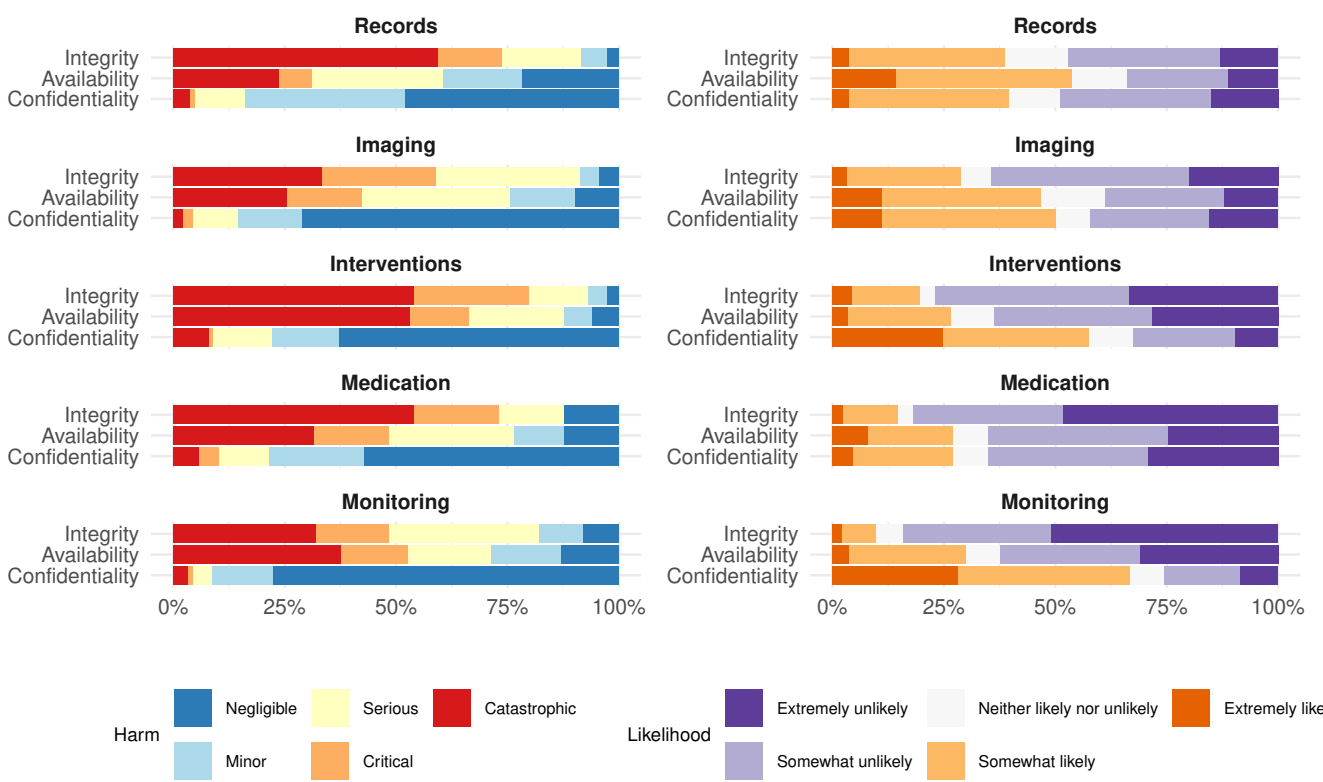 Records
Integrity
Availability
Confidentiality
Imaging
Integrity
Availability
Confidentiality
Interventions
Integrity
Availability
Confidentiality
Medication
Integrity
Availability
Confidentiality
Monitoring
Integrity
Availability
Confidentiality
0% 25% 50% 75% 100%
Harm
Negligible Serious Catastrophic
Minor Critical
Records
Integrity
Availability
Confidentiality
Imaging
Integrity
Availability
Confidentiality
Interventions
Integrity
Availability
Confidentiality
Medication
Integrity
Availability
Confidentiality
Monitoring
Integrity
Availability
Confidentiality
0% 25% 50% 75% 100%
Likelihood
Extremely unlikely Neither likely nor unlikely Extremely like
Somewhat unlikely Somewhat likely